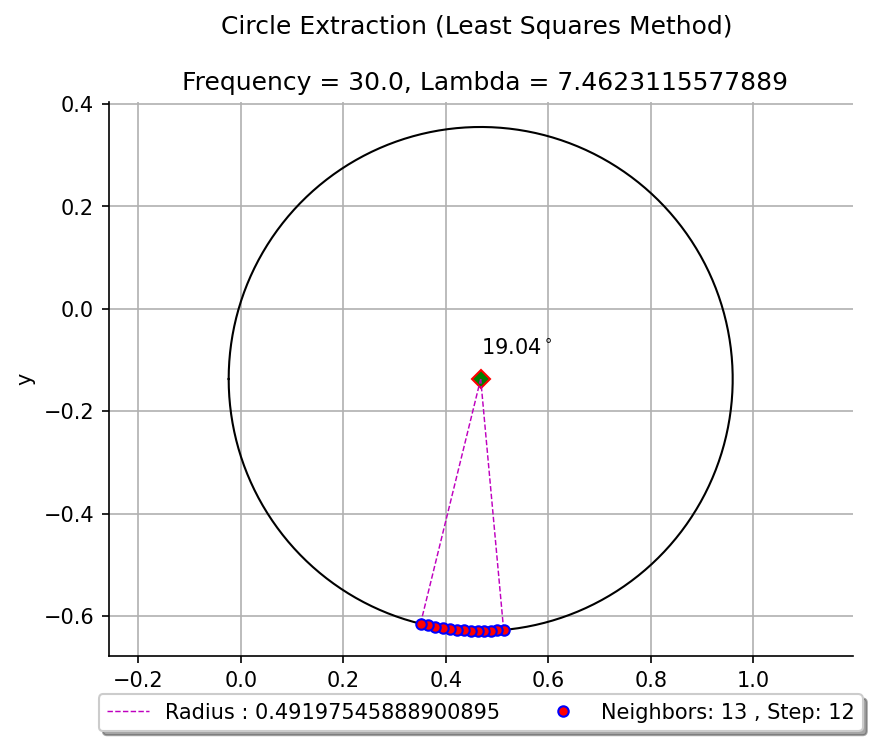 Circle Extraction (Least Squares Method)
Frequency = 30.0, Lambda = 7.4623115577889
0.4
0.2
0.0
−0.2
−0.4
−0.6
y
19.04°
−0.2 0.0 0.2 0.4 0.6 0.8 1.0
Radius : 0.49197545888900895 Neighbors: 13 , Step: 12